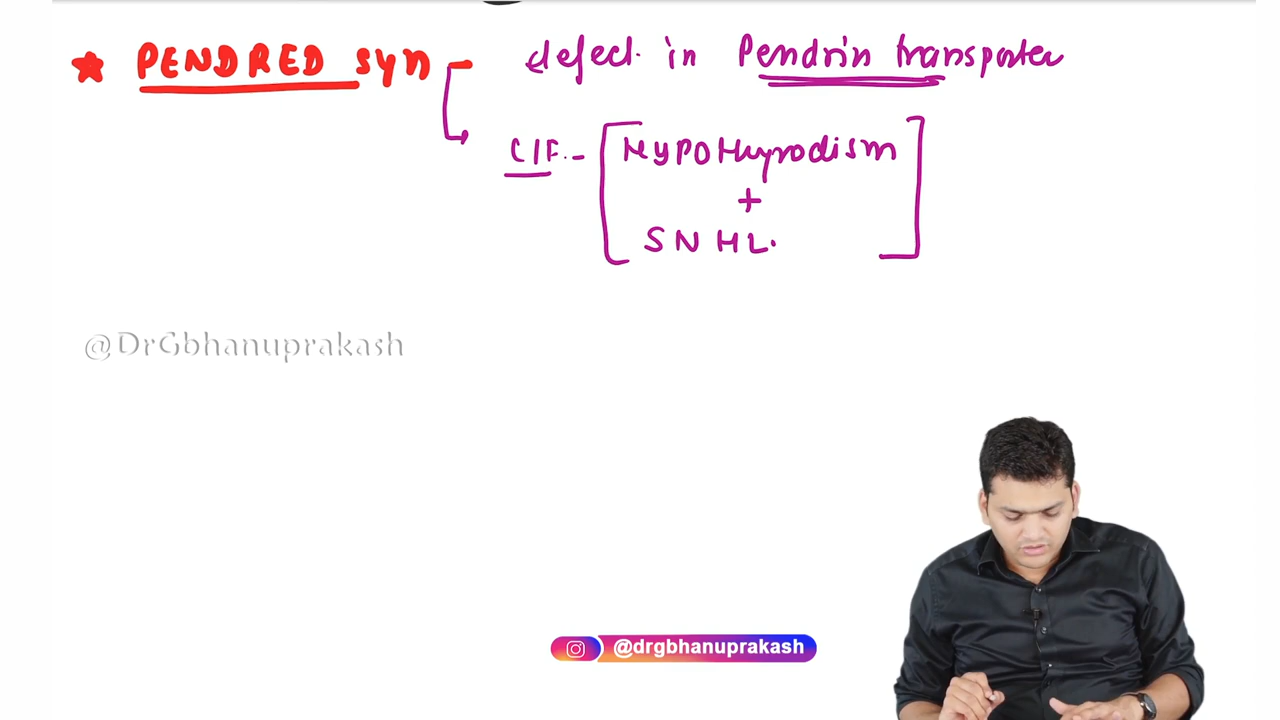 ★ PENDRED syn - defect in Pendrin transporter
C/F. - [HYPOthyrodism
+
SNHL.]
@DrGbhanuprakash
@drgbhanuprakash